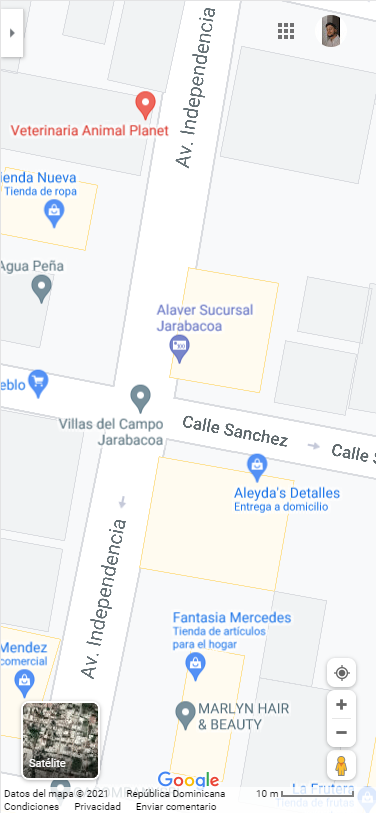 Av. Independencia
Veterinaria Animal Planet
ienda Nueva
Tienda de ropa
Agua Peña
Alaver Sucursal
Jarabacoa
eblo
Villas del Campo
Jarabacoa
Calle Sanchez
Calle S
Aleyda's Detalles
Entrega a domicilio
Av. Independencia
Fantasia Mercedes
Tienda de artículos
para el hogar
Mendez
comercial
MARLYN HAIR
& BEAUTY
Satélite
Google
La Frutera
Tienda de frutas
Datos del mapa © 2021 República Dominicana 10 m
Condiciones Privacidad Enviar comentario